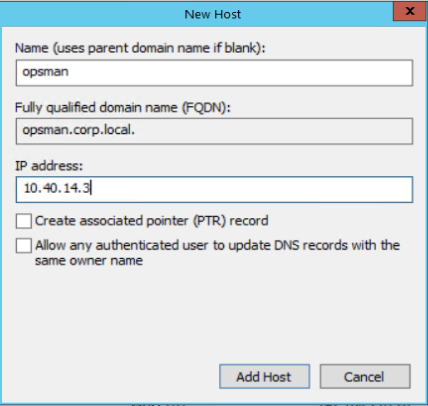 New Host
x
Name (uses parent domain name if blank):
opsman
Fully qualified domain name (FQDN):
opsman.corp.local.
IP address:
10.40.14.3
Create associated pointer (PTR) record
Allow any authenticated user to update DNS records with the
same owner name
Add Host
Cancel